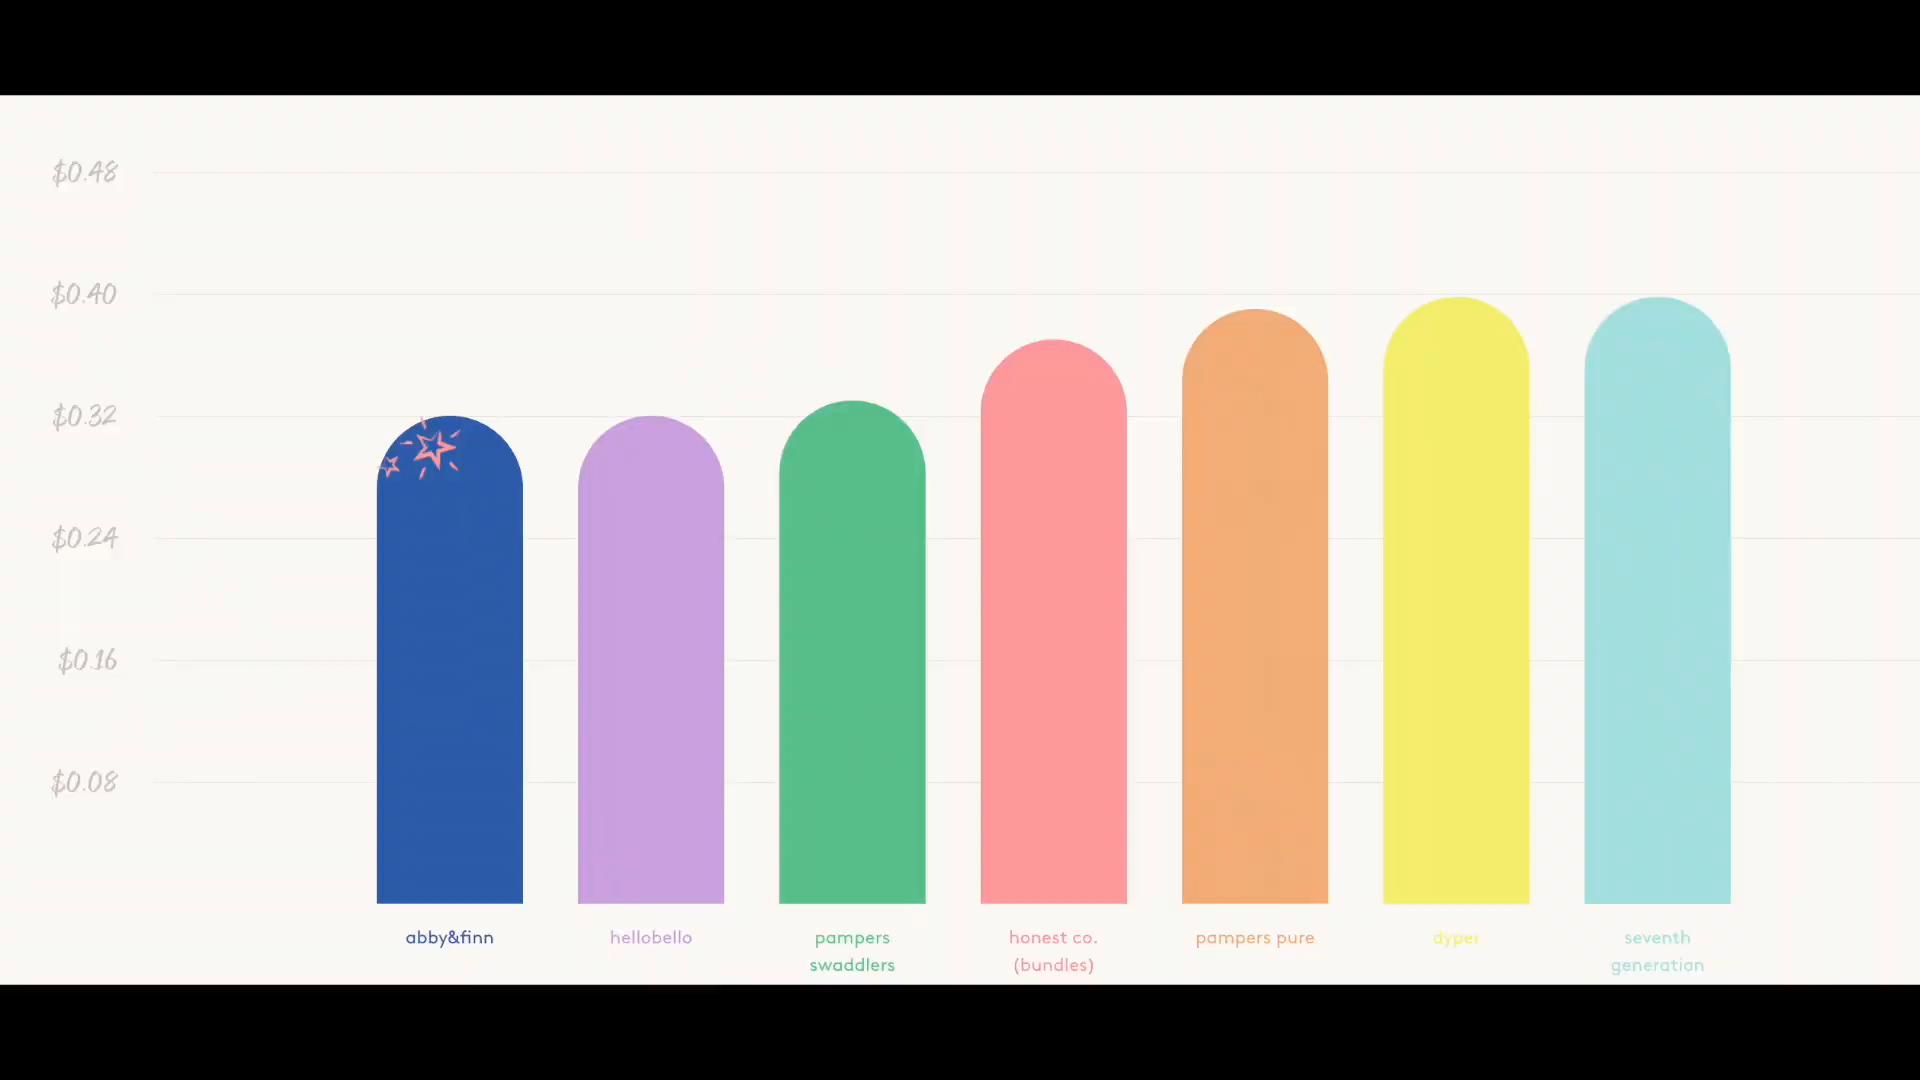 $0.48
$0.40
$0.32
$0.24
$0.16
$0.08
abby&finn
hellobello
pampers
swaddlers
honest co.
(bundles)
pampers pure
dyper
seventh
generation